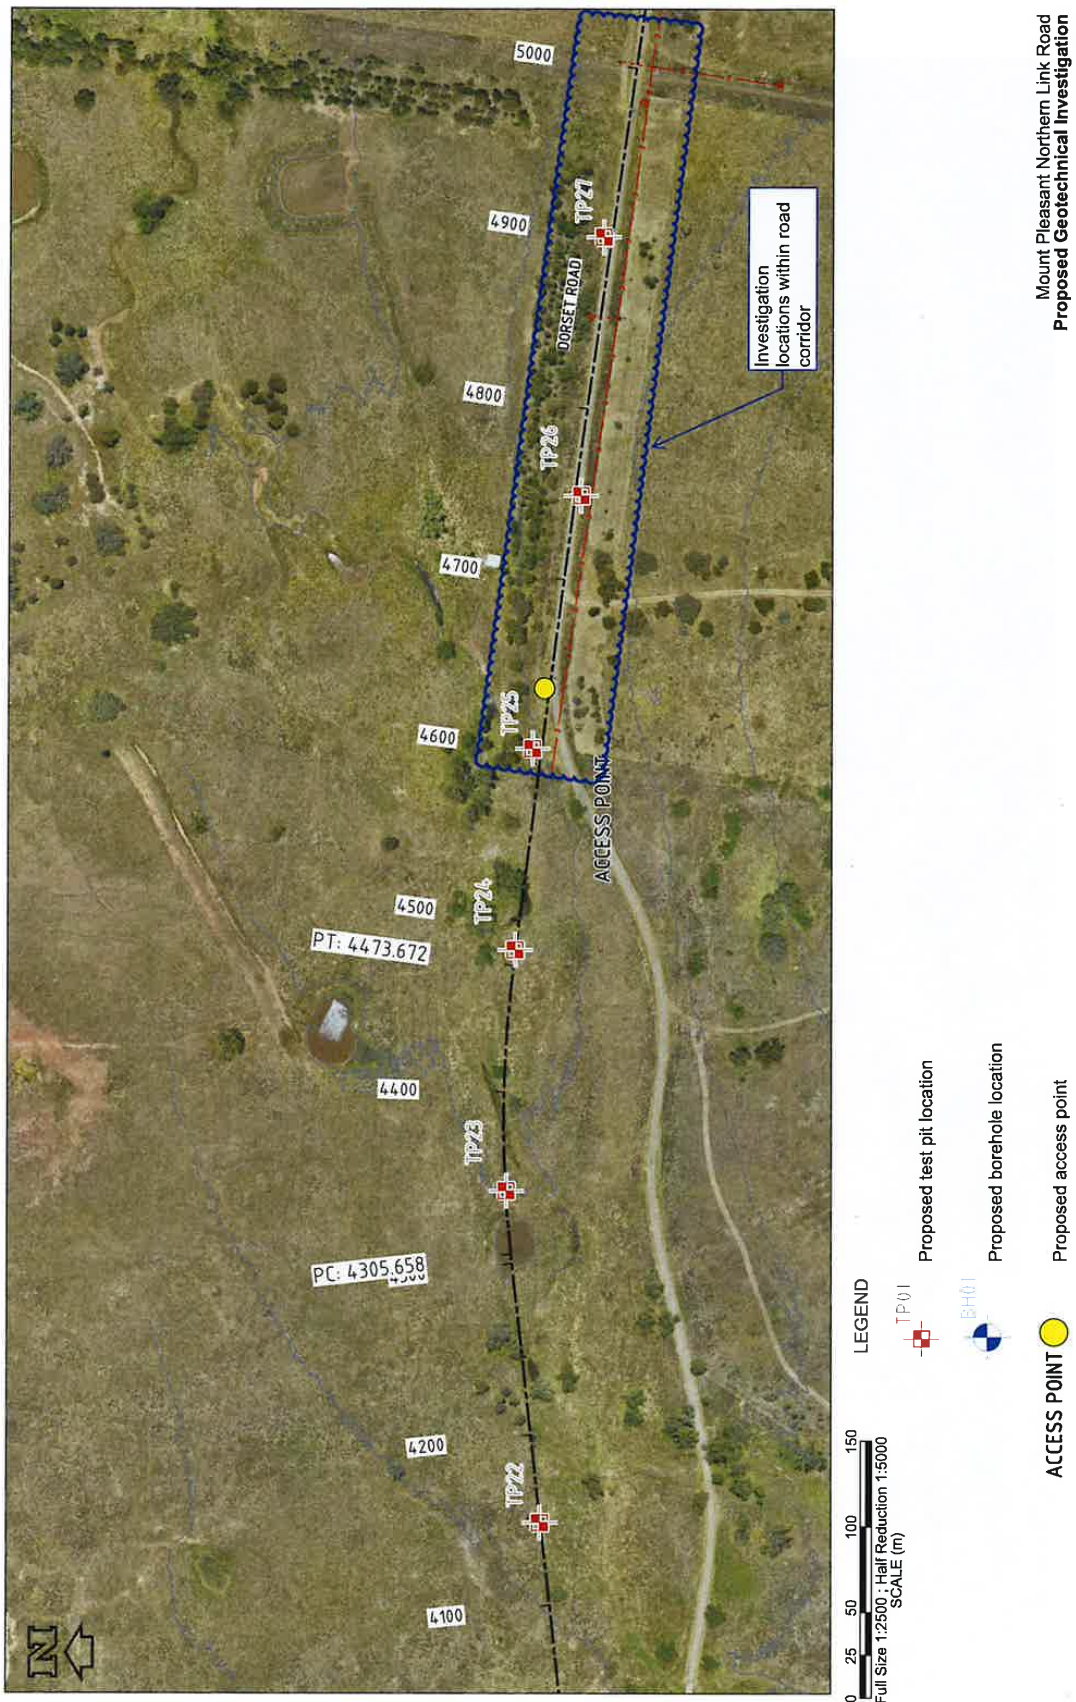 5000
4900
TP27
DORSET ROAD
4800
TP26
4700
TP25
4600
ACCESS POINT
4500
TP24
PT: 4473.672
4400
TP23
PC: 4305.658
4300
4200
TP22
4100
N
Investigation
locations within road
corridor
LEGEND
TP01
Proposed test pit location
BH01
Proposed borehole location
ACCESS POINT
Proposed access point
0 25 50 100 150
Full Size 1:2500 ; Half Reduction 1:5000
SCALE (m)
Mount Pleasant Northern Link Road
Proposed Geotechnical Investigation